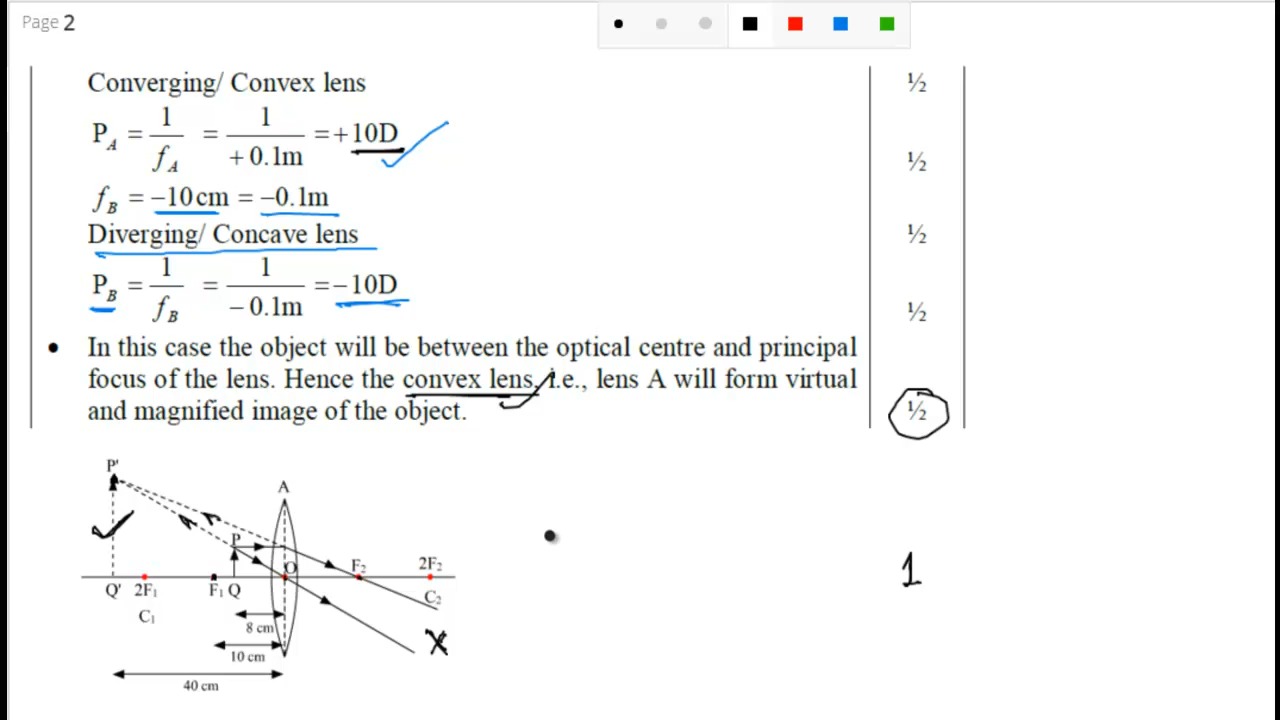 Page 2
Converging/ Convex lens ½
P_A = 1/f_A = 1/+0.1m = +10D ½
f_B = −10cm = −0.1m
Diverging/ Concave lens ½
P_B = 1/f_B = 1/−0.1m = −10D ½
• In this case the object will be between the optical centre and principal
focus of the lens. Hence the convex lens, i.e., lens A will form virtual
and magnified image of the object. ½
P'
A
P
O F₂ 2F₂
Q' 2F₁ F₁ Q
C₂
C₁
8 cm
10 cm
40 cm
1